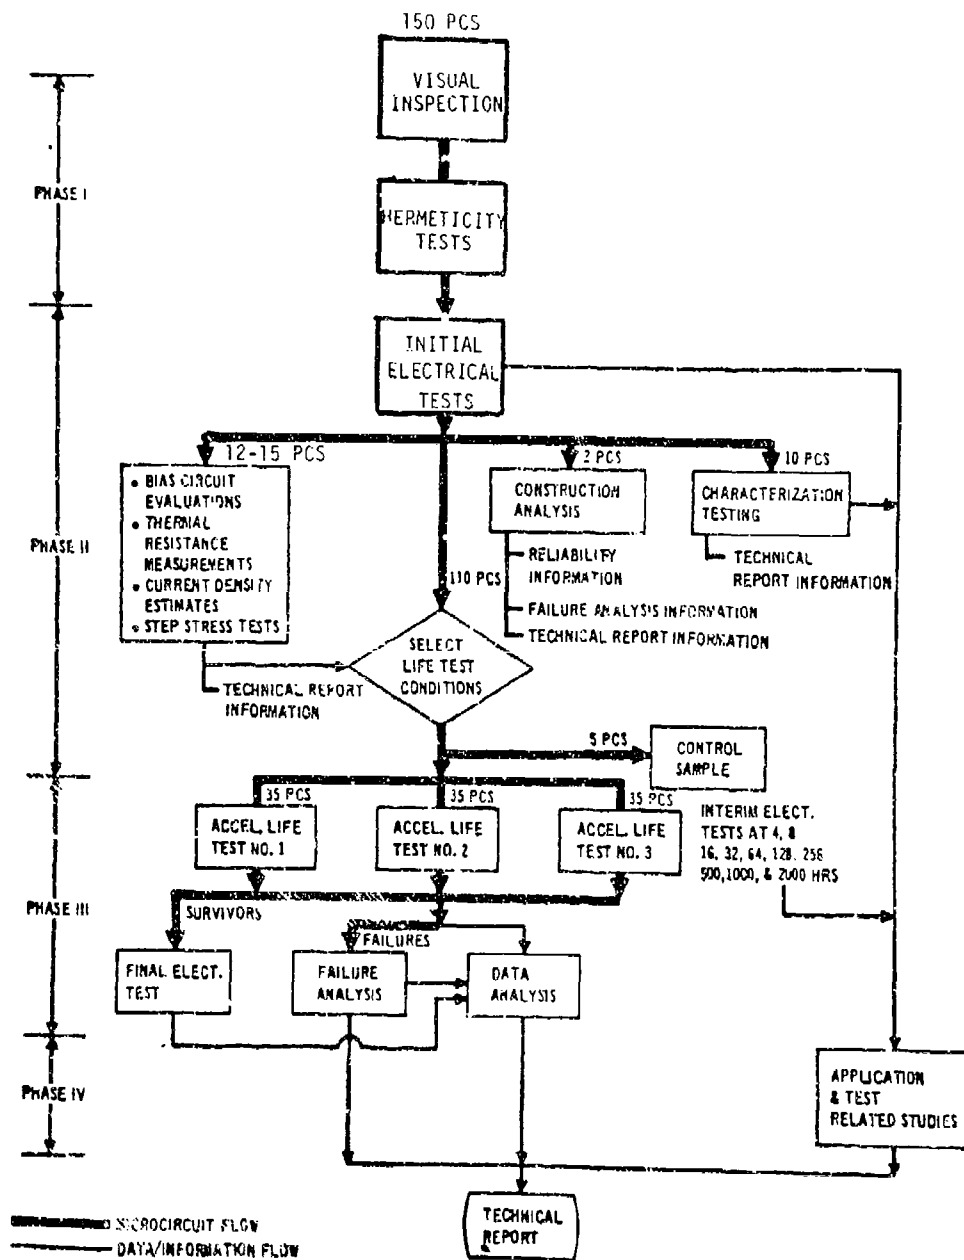 150 PCS
VISUAL
INSPECTION
PHASE I
HERMETICITY
TESTS
INITIAL
ELECTRICAL
TESTS
PHASE II
12-15 PCS
• BIAS CIRCUIT
EVALUATIONS
• THERMAL
RESISTANCE
MEASUREMENTS
• CURRENT DENSITY
ESTIMATES
• STEP STRESS TESTS
TECHNICAL REPORT
INFORMATION
2 PCS
CONSTRUCTION
ANALYSIS
RELIABILITY
INFORMATION
FAILURE ANALYSIS INFORMATION
TECHNICAL REPORT INFORMATION
10 PCS
CHARACTERIZATION
TESTING
TECHNICAL
REPORT INFORMATION
110 PCS
SELECT
LIFE TEST
CONDITIONS
5 PCS
CONTROL
SAMPLE
PHASE III
35 PCS
ACCEL. LIFE
TEST NO. 1
35 PCS
ACCEL. LIFE
TEST NO. 2
35 PCS
ACCEL. LIFE
TEST NO. 3
INTERIM ELECT.
TESTS AT 4, 8
16, 32, 64, 128, 256
500, 1000, & 2000 HRS
SURVIVORS
FAILURES
FINAL ELECT.
TEST
FAILURE
ANALYSIS
DATA
ANALYSIS
PHASE IV
APPLICATION
& TEST
RELATED STUDIES
TECHNICAL
REPORT
MICROCIRCUIT FLOW
DATA/INFORMATION FLOW